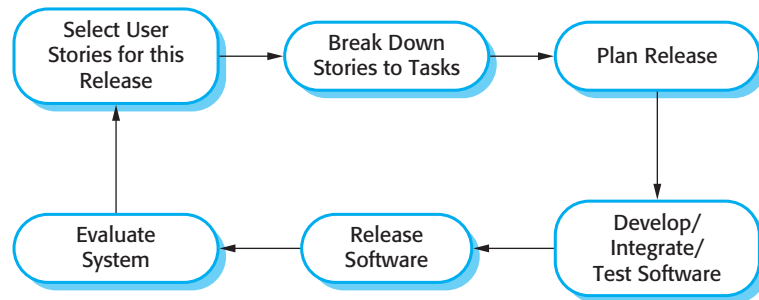 Select User
Stories for this
Release
Break Down
Stories to Tasks
Plan Release
Evaluate
System
Release
Software
Develop/
Integrate/
Test Software